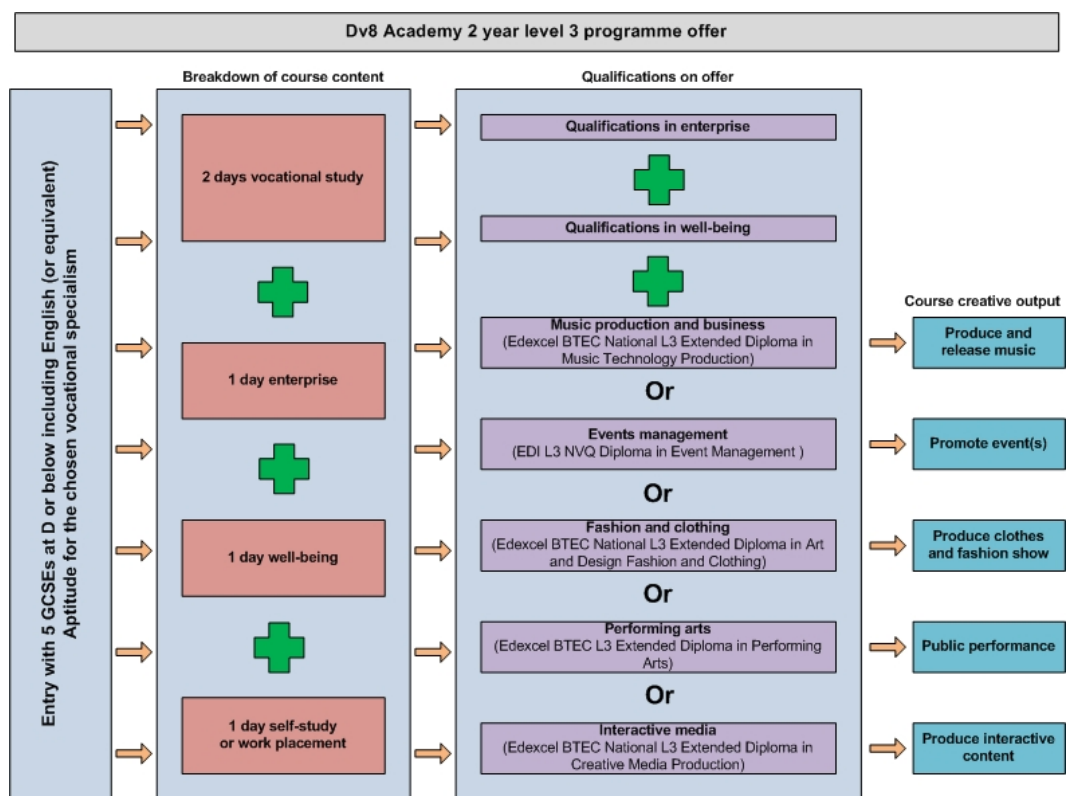 Dv8 Academy 2 year level 3 programme offer
Breakdown of course content
Qualifications on offer
Entry with 5 GCSEs at D or below including English (or equivalent)
Aptitude for the chosen vocational specialism
2 days vocational study
1 day enterprise
1 day well-being
1 day self-study
or work placement
Qualifications in enterprise
Qualifications in well-being
Music production and business
(Edexcel BTEC National L3 Extended Diploma in
Music Technology Production)
Or
Events management
(EDI L3 NVQ Diploma in Event Management )
Or
Fashion and clothing
(Edexcel BTEC National L3 Extended Diploma in Art
and Design Fashion and Clothing)
Or
Performing arts
(Edexcel BTEC L3 Extended Diploma in Performing
Arts)
Or
Interactive media
(Edexcel BTEC National L3 Extended Diploma in
Creative Media Production)
Course creative output
Produce and
release music
Promote event(s)
Produce clothes
and fashion show
Public performance
Produce interactive
content